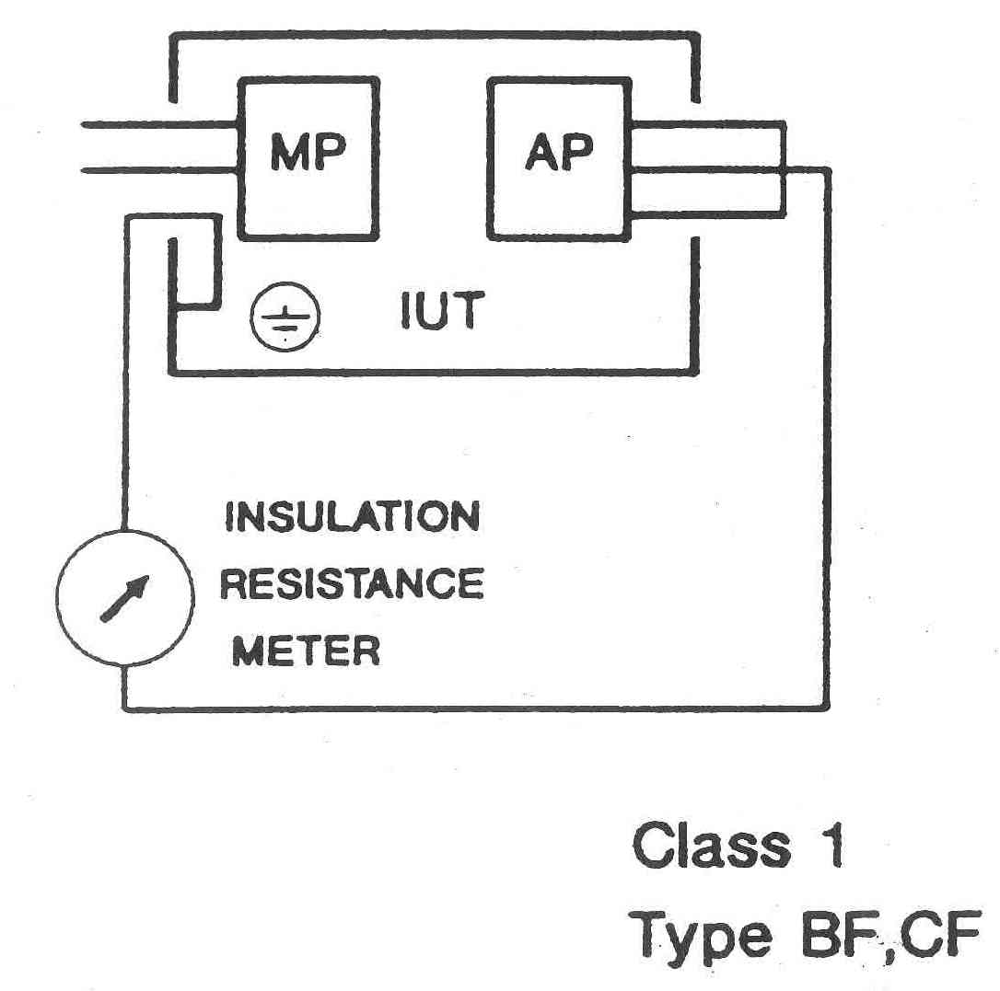 MP
AP
IUT
INSULATION
RESISTANCE
METER
Class 1
Type BF,CF